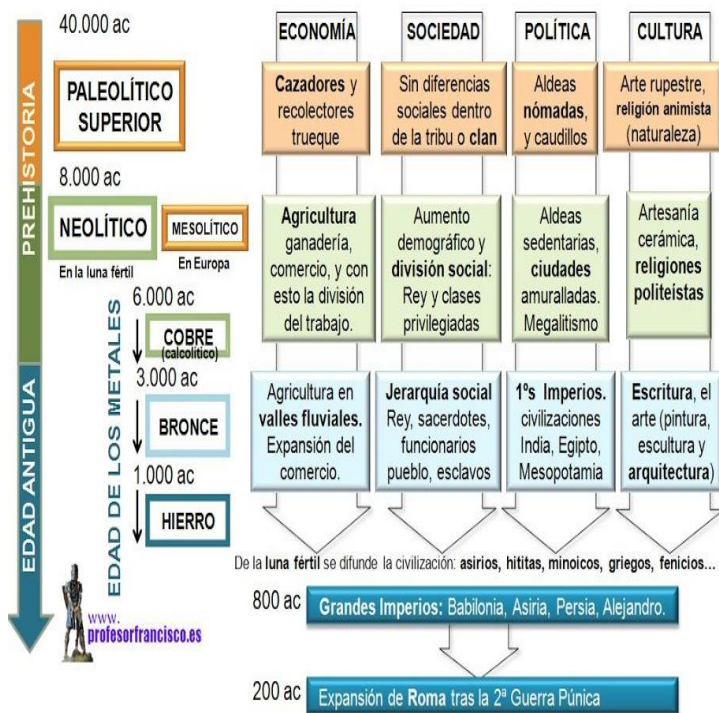 40.000 ac
ECONOMÍA
SOCIEDAD
POLÍTICA
CULTURA
PREHISTORIA
PALEOLÍTICO
SUPERIOR
Cazadores y
recolectores
trueque
Sin diferencias
sociales dentro
de la tribu o clan
Aldeas
nómadas,
y caudillos
Arte rupestre,
religión animista
(naturaleza)
8.000 ac
NEOLÍTICO
En la luna fértil
MESOLÍTICO
En Europa
Agricultura
ganadería,
comercio, y con
esto la división
del trabajo.
Aumento
demográfico y
división social:
Rey y clases
privilegiadas
Aldeas
sedentarias,
ciudades
amuralladas.
Megalitismo
Artesanía
cerámica,
religiones
politeístas
EDAD ANTIGUA
EDAD DE LOS METALES
6.000 ac
COBRE
(calcolítico)
3.000 ac
BRONCE
1.000 ac
HIERRO
Agricultura en
valles fluviales.
Expansión del
comercio.
Jerarquía social
Rey, sacerdotes,
funcionarios
pueblo, esclavos
1ºs Imperios.
civilizaciones
India, Egipto,
Mesopotamia
Escritura, el
arte (pintura,
escultura y
arquitectura)
De la luna fértil se difunde la civilización: asirios, hititas, minoicos, griegos, fenicios...
800 ac
Grandes Imperios: Babilonia, Asiria, Persia, Alejandro.
200 ac
Expansión de Roma tras la 2ª Guerra Púnica
www.
profesorfrancisco.es